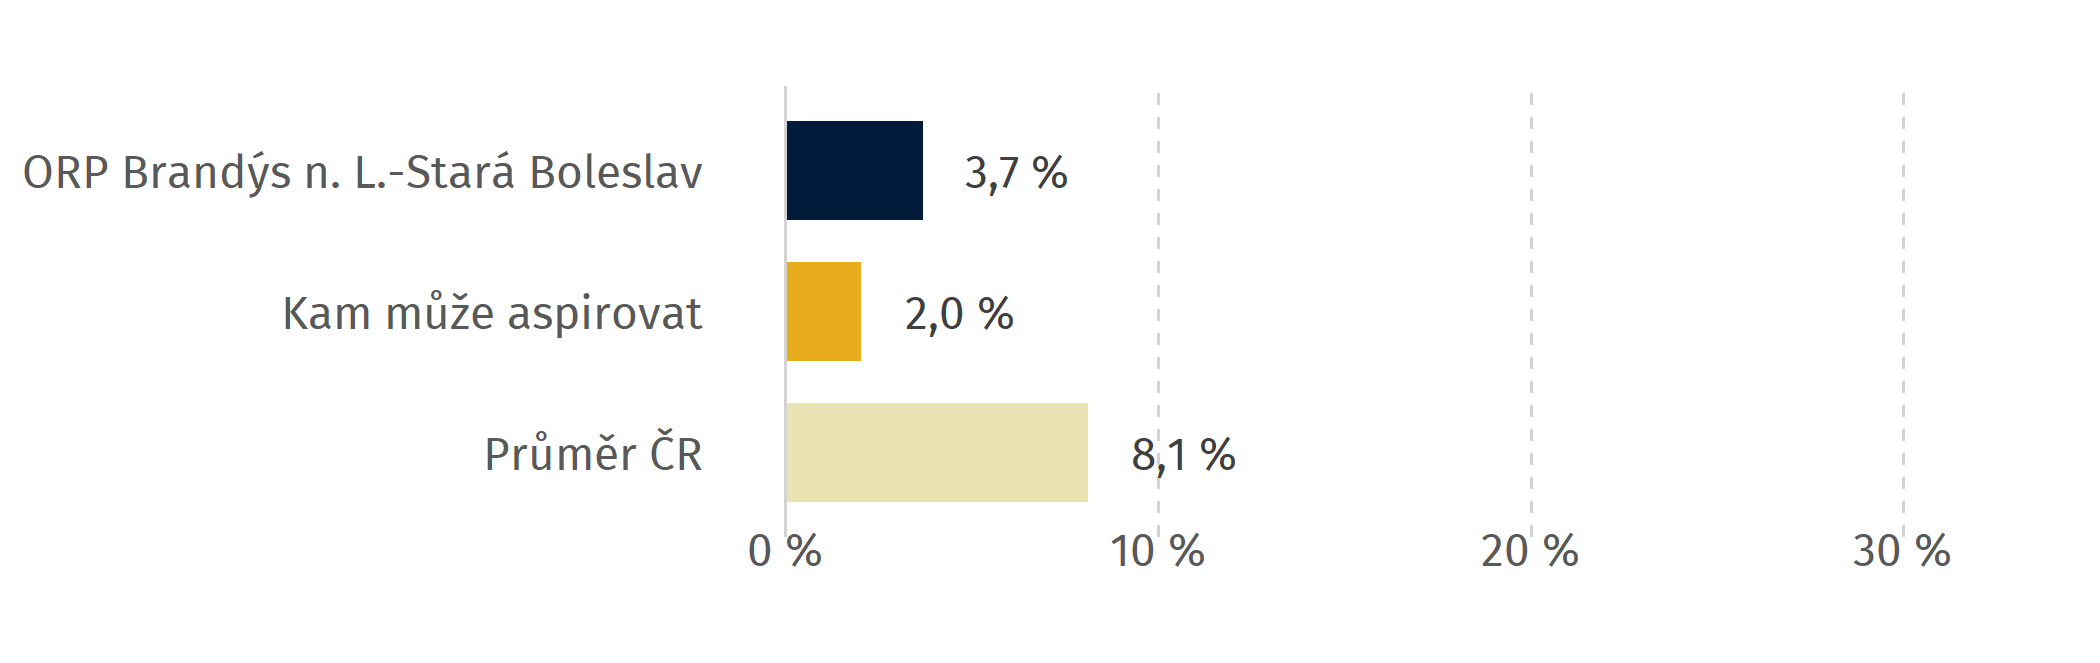 ORP Brandýs n. L.-Stará Boleslav 3,7 %
Kam může aspirovat 2,0 %
Průměr ČR 8,1 %
0 % 10 % 20 % 30 %